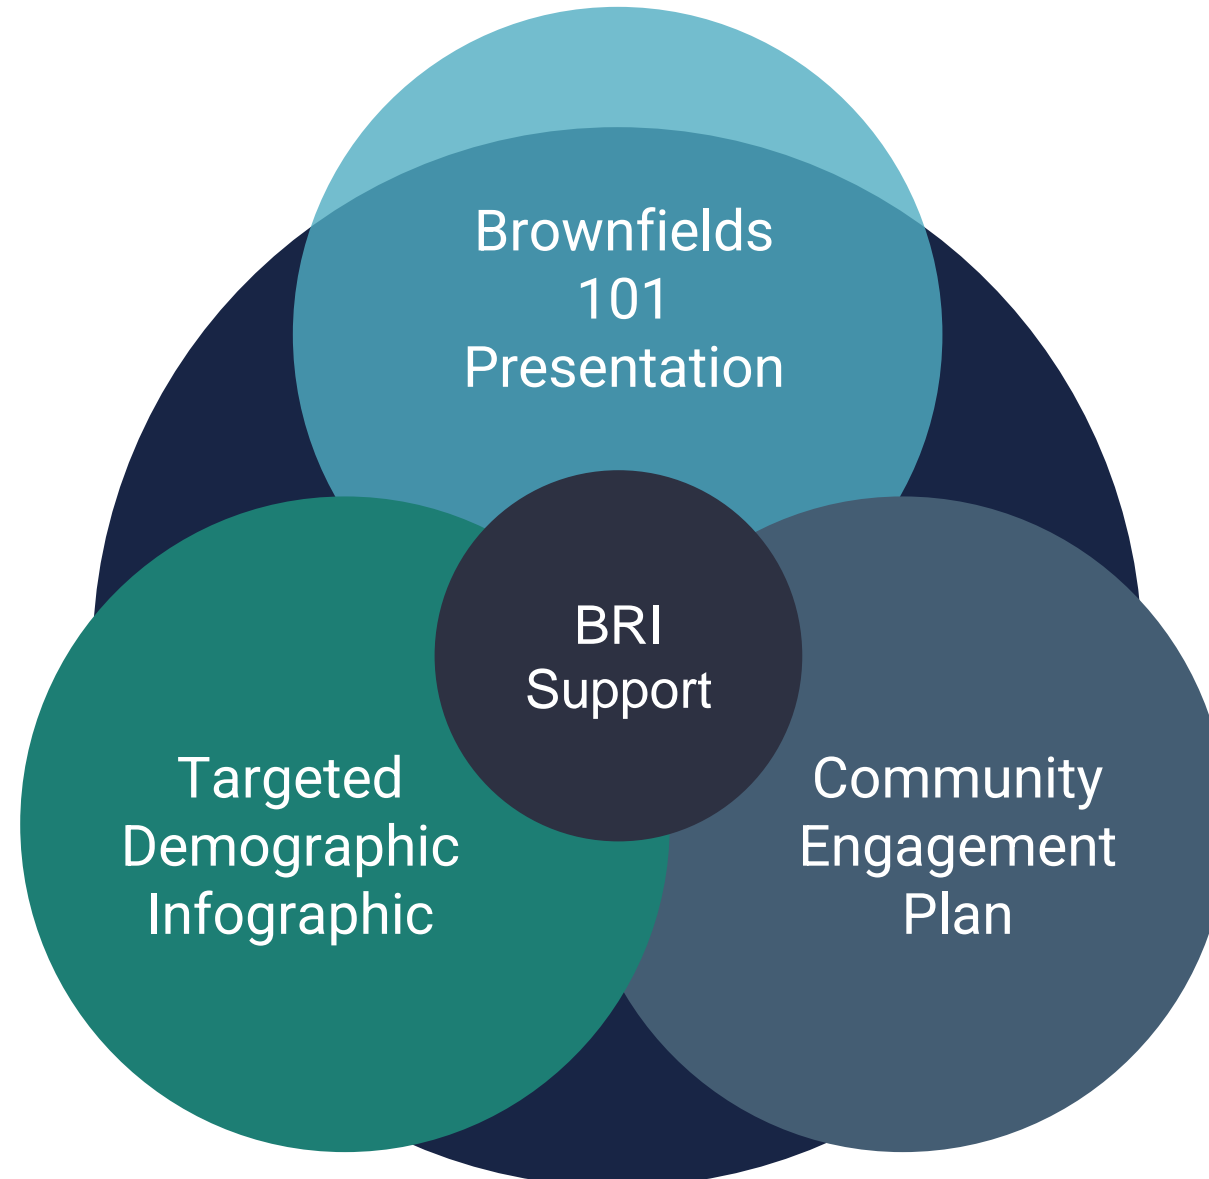 Brownfields
101
Presentation
BRI
Support
Targeted
Demographic
Infographic
Community
Engagement
Plan